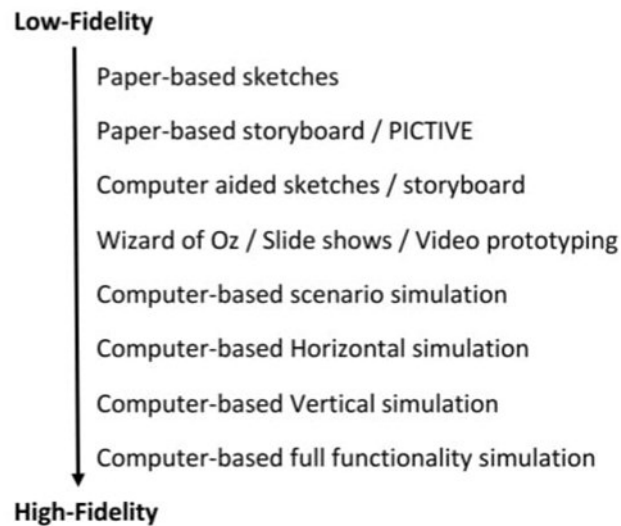 Low-Fidelity
Paper-based sketches
Paper-based storyboard / PICTIVE
Computer aided sketches / storyboard
Wizard of Oz / Slide shows / Video prototyping
Computer-based scenario simulation
Computer-based Horizontal simulation
Computer-based Vertical simulation
Computer-based full functionality simulation
High-Fidelity